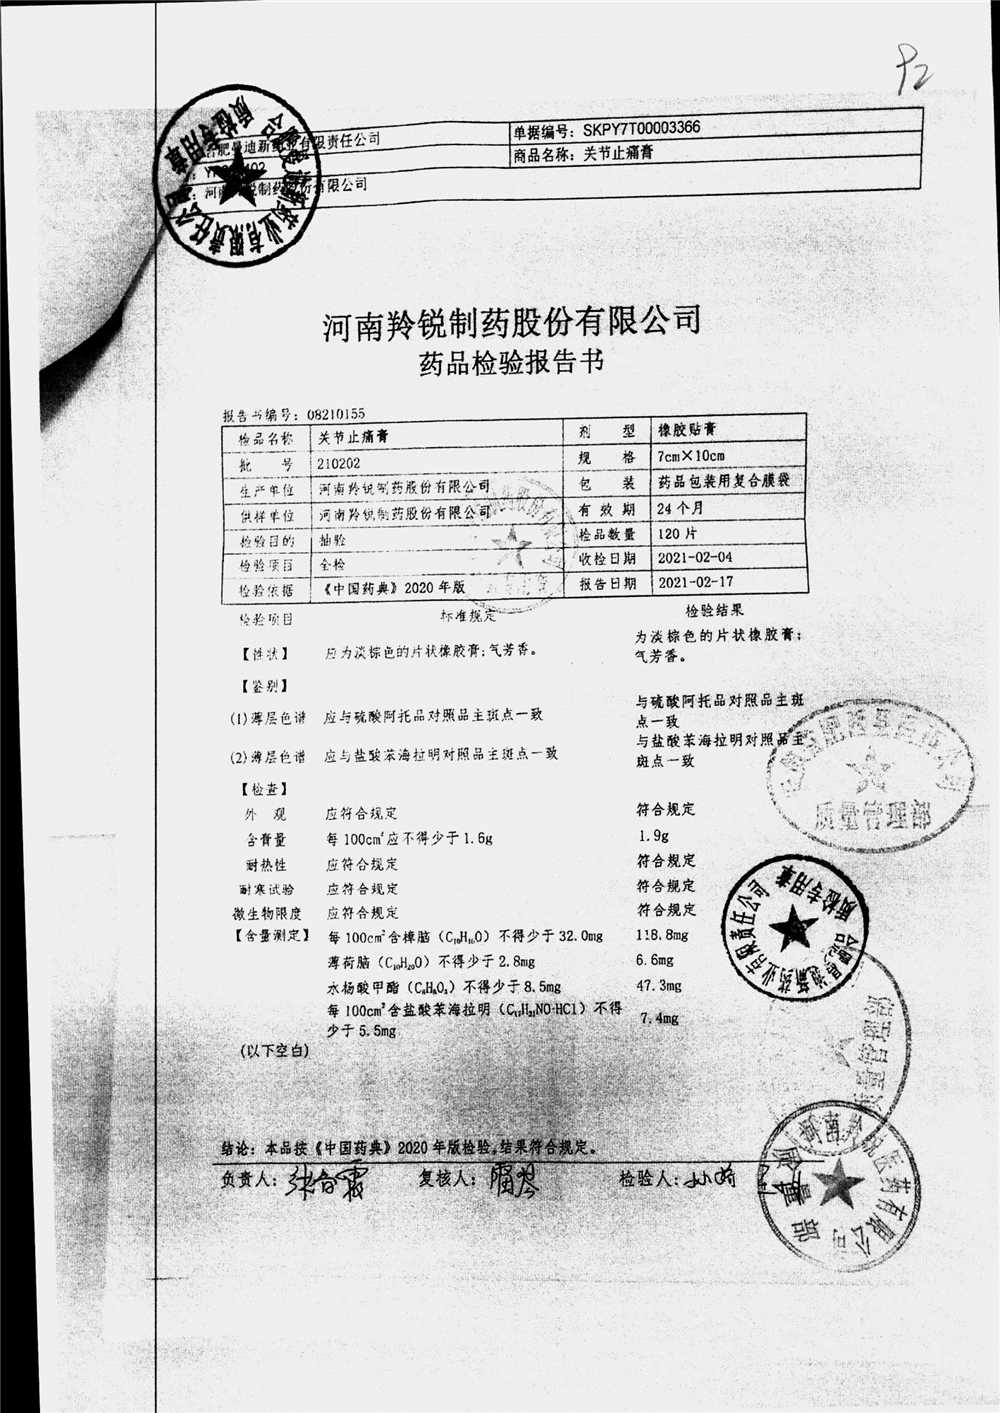 P2
单据编号：SKPY7T00003366
商品名称：关节止痛膏
河南羚锐制药股份有限公司
药品检验报告书
报告书编号：08210155
检品名称 关节止痛膏 剂 型 橡胶贴膏
批 号 210202 规 格 7cm×10cm
生产单位 河南羚锐制药股份有限公司 包 装 药品包装用复合膜袋
供样单位 河南羚锐制药股份有限公司 有 效 期 24个月
检验目的 抽验 检品数量 120片
检验项目 全检 收检日期 2021-02-04
检验依据 《中国药典》2020年版 报告日期 2021-02-17
检验项目 标准规定 检验结果
【性状】 应为淡棕色的片状橡胶膏；气芳香。 为淡棕色的片状橡胶膏；
气芳香。
【鉴别】
(1)薄层色谱 应与硫酸阿托品对照品主斑点一致 与硫酸阿托品对照品主斑
点一致
(2)薄层色谱 应与盐酸苯海拉明对照品主斑点一致 与盐酸苯海拉明对照品主
斑点一致
【检查】
外 观 应符合规定 符合规定
含膏量 每100cm²应不得少于1.6g 1.9g
耐热性 应符合规定 符合规定
耐寒试验 应符合规定 符合规定
微生物限度 应符合规定 符合规定
【含量测定】 每100cm²含樟脑（C₁₀H₁₆O）不得少于32.0mg 118.8mg
薄荷脑（C₁₀H₂₀O）不得少于2.8mg 6.6mg
水杨酸甲酯（C₈H₈O₃）不得少于8.5mg 47.3mg
每100cm²含盐酸苯海拉明（C₁₇H₂₁NO·HCl）不得
少于5.5mg 7.4mg
(以下空白)
结论：本品按《中国药典》2020年版检验，结果符合规定。
负责人： 复核人： 检验人：